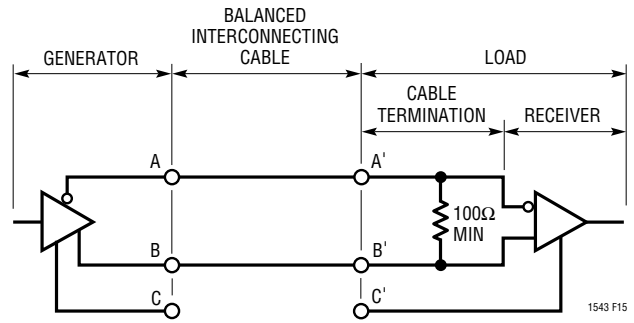 BALANCED
INTERCONNECTING
CABLE
GENERATOR
LOAD
CABLE
TERMINATION
RECEIVER
A
A'
100Ω
MIN
B
B'
C
C'
1543 F15